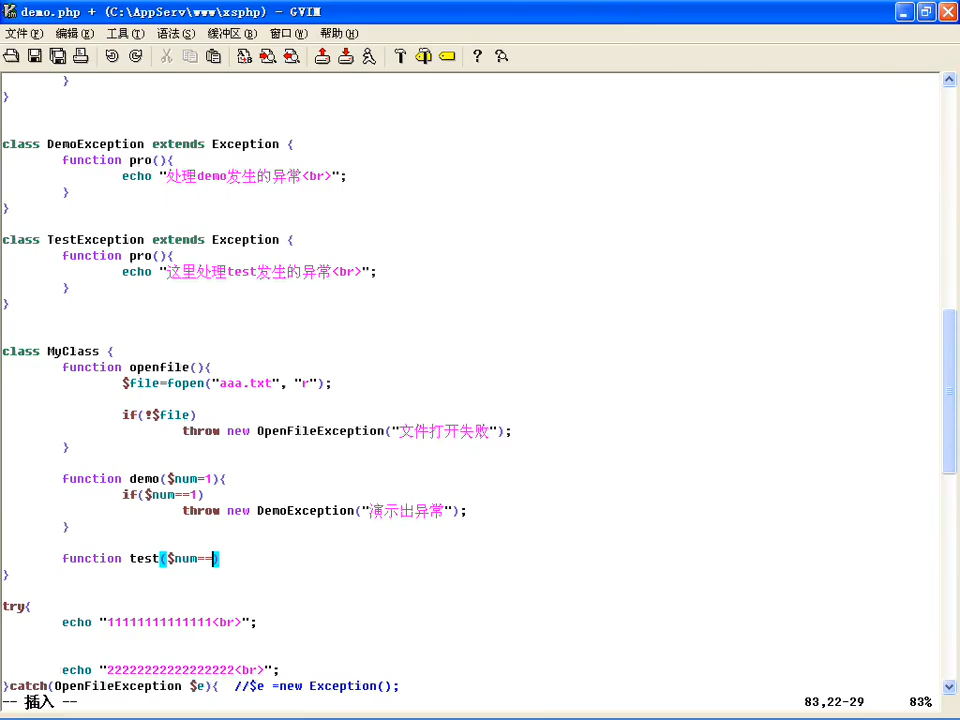 demo.php + (C:\AppServ\www\xsphp) - GVIM
文件(F) 编辑(E) 工具(T) 语法(S) 缓冲区(B) 窗口(W) 帮助(H)
}
}
class DemoException extends Exception {
function pro(){
echo "处理demo发生的异常<br>";
}
}
class TestException extends Exception {
function pro(){
echo "这里处理test发生的异常<br>";
}
}
class MyClass {
function openfile(){
$file=fopen("aaa.txt", "r");
if(!$file)
throw new OpenFileException("文件打开失败");
}
function demo($num=1){
if($num==1)
throw new DemoException("演示出异常");
}
function test($num==)
}
try{
echo "11111111111111<br>";
echo "22222222222222222<br>";
}catch(OpenFileException $e){ //$e =new Exception();
-- 插入 -- 83,22-29 83%